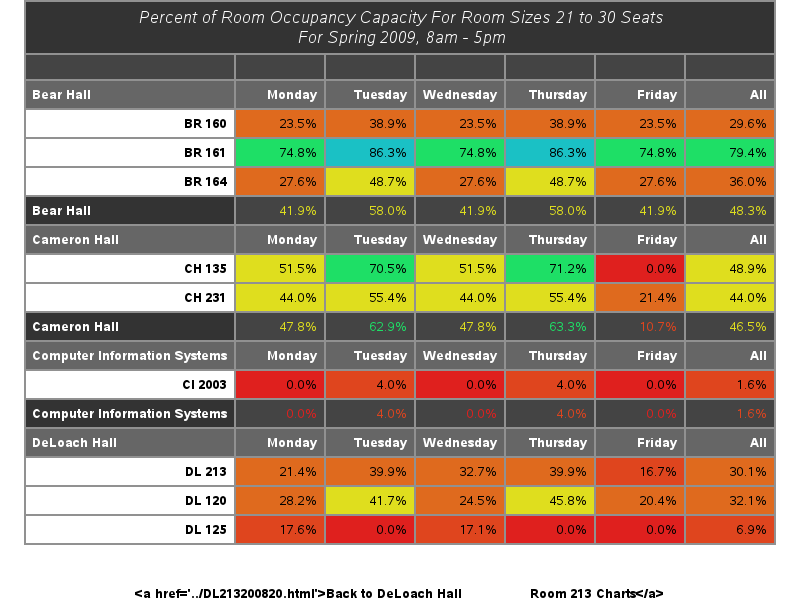 Percent of Room Occupancy Capacity For Room Sizes 21 to 30 Seats
For Spring 2009, 8am - 5pm
Bear Hall Monday Tuesday Wednesday Thursday Friday All
BR 160 23.5% 38.9% 23.5% 38.9% 23.5% 29.6%
BR 161 74.8% 86.3% 74.8% 86.3% 74.8% 79.4%
BR 164 27.6% 48.7% 27.6% 48.7% 27.6% 36.0%
Bear Hall 41.9% 58.0% 41.9% 58.0% 41.9% 48.3%
Cameron Hall Monday Tuesday Wednesday Thursday Friday All
CH 135 51.5% 70.5% 51.5% 71.2% 0.0% 48.9%
CH 231 44.0% 55.4% 44.0% 55.4% 21.4% 44.0%
Cameron Hall 47.8% 62.9% 47.8% 63.3% 10.7% 46.5%
Computer Information Systems Monday Tuesday Wednesday Thursday Friday All
CI 2003 0.0% 4.0% 0.0% 4.0% 0.0% 1.6%
Computer Information Systems 0.0% 4.0% 0.0% 4.0% 0.0% 1.6%
DeLoach Hall Monday Tuesday Wednesday Thursday Friday All
DL 213 21.4% 39.9% 32.7% 39.9% 16.7% 30.1%
DL 120 28.2% 41.7% 24.5% 45.8% 20.4% 32.1%
DL 125 17.6% 0.0% 17.1% 0.0% 0.0% 6.9%
<a href='../DL213200820.html'>Back to DeLoach Hall Room 213 Charts</a>